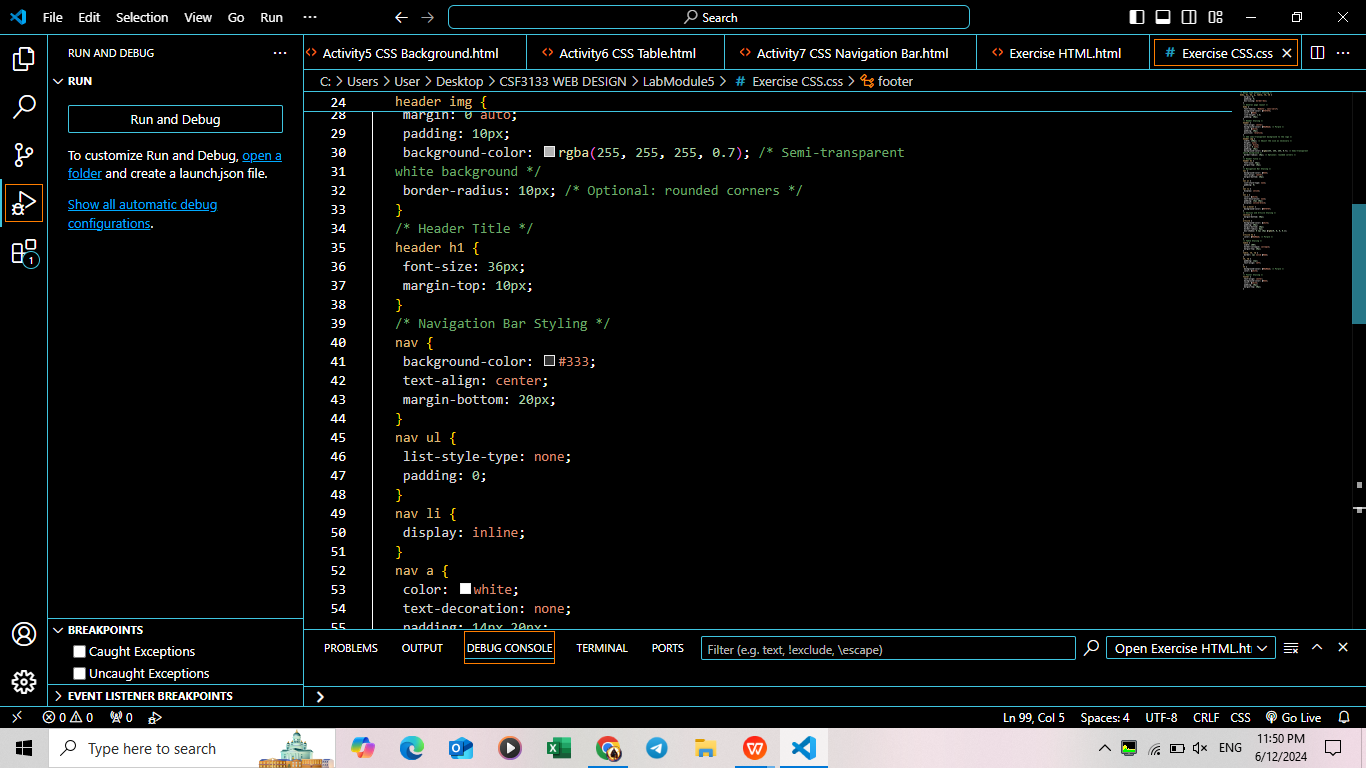 File Edit Selection View Go Run ··· Search
RUN AND DEBUG ···
RUN
Run and Debug
To customize Run and Debug, open a
folder and create a launch.json file.
Show all automatic debug
configurations.
BREAKPOINTS
Caught Exceptions
Uncaught Exceptions
EVENT LISTENER BREAKPOINTS
1
Activity5 CSS Background.html Activity6 CSS Table.html Activity7 CSS Navigation Bar.html Exercise HTML.html # Exercise CSS.css
C: > Users > User > Desktop > CSF3133 WEB DESIGN > LabModule5 > # Exercise CSS.css > footer
24 header img {
28 margin: 0 auto;
29 padding: 10px;
30 background-color: rgba(255, 255, 255, 0.7); /* Semi-transparent
31 white background */
32 border-radius: 10px; /* Optional: rounded corners */
33 }
34 /* Header Title */
35 header h1 {
36 font-size: 36px;
37 margin-top: 10px;
38 }
39 /* Navigation Bar Styling */
40 nav {
41 background-color: #333;
42 text-align: center;
43 margin-bottom: 20px;
44 }
45 nav ul {
46 list-style-type: none;
47 padding: 0;
48 }
49 nav li {
50 display: inline;
51 }
52 nav a {
53 color: white;
54 text-decoration: none;
55 padding: 14px 20px;
PROBLEMS OUTPUT DEBUG CONSOLE TERMINAL PORTS Filter (e.g. text, !exclude, \escape) Open Exercise HTML.ht
0 0 0 Ln 99, Col 5 Spaces: 4 UTF-8 CRLF CSS Go Live
Type here to search ENG 11:50 PM
6/12/2024